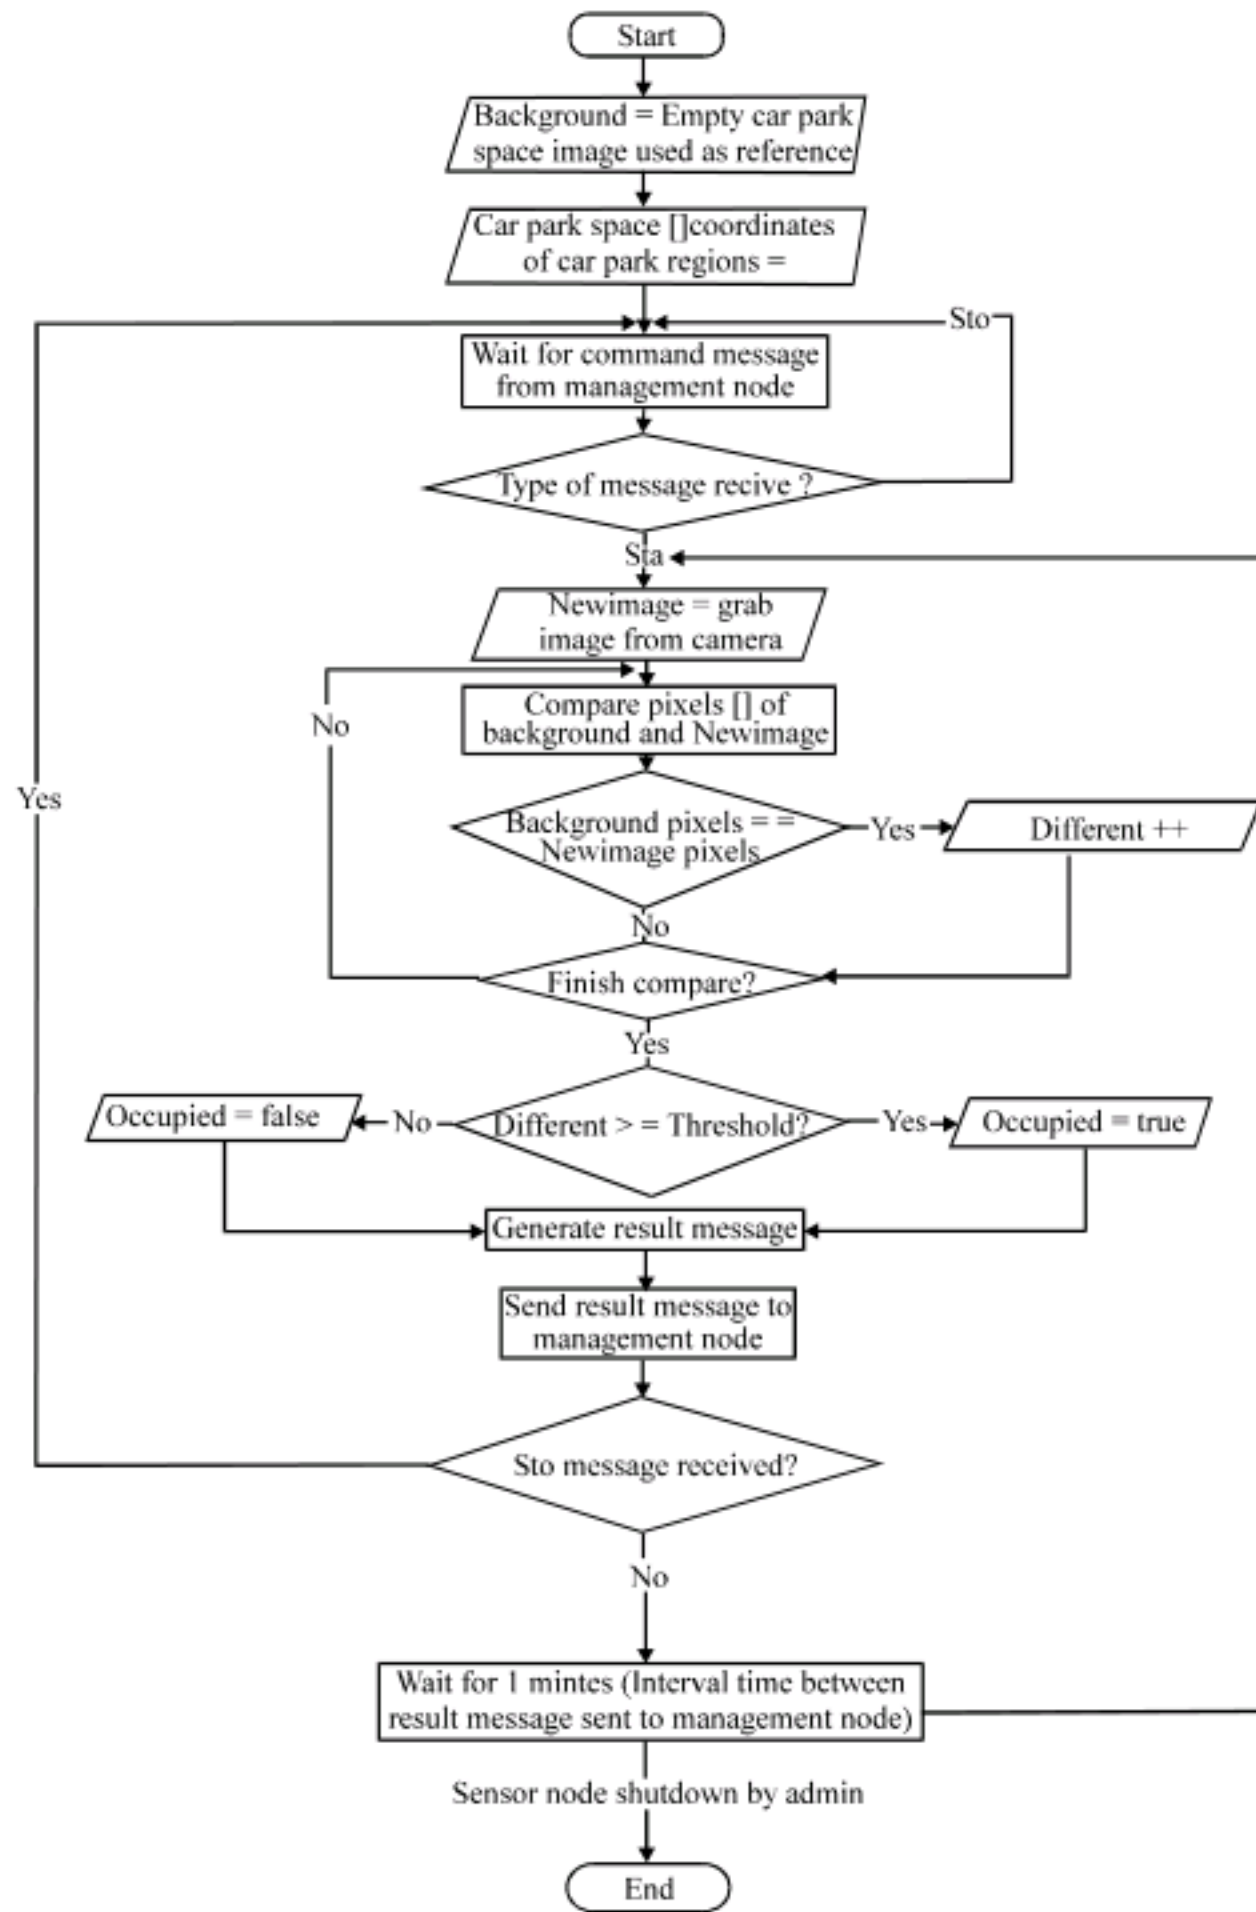 Start
Background = Empty car park
space image used as reference
Car park space []coordinates
of car park regions =
Sto
Wait for command message
from management node
Type of message recive ?
Sta
Newimage = grab
image from camera
No
Compare pixels [] of
background and Newimage
Yes
Background pixels = =
Newimage pixels
Yes
Different ++
No
Finish compare?
Yes
Occupied = false
No
Different > = Threshold?
Yes
Occupied = true
Generate result message
Send result message to
management node
Sto message received?
No
Wait for 1 mintes (Interval time between
result message sent to management node)
Sensor node shutdown by admin
End